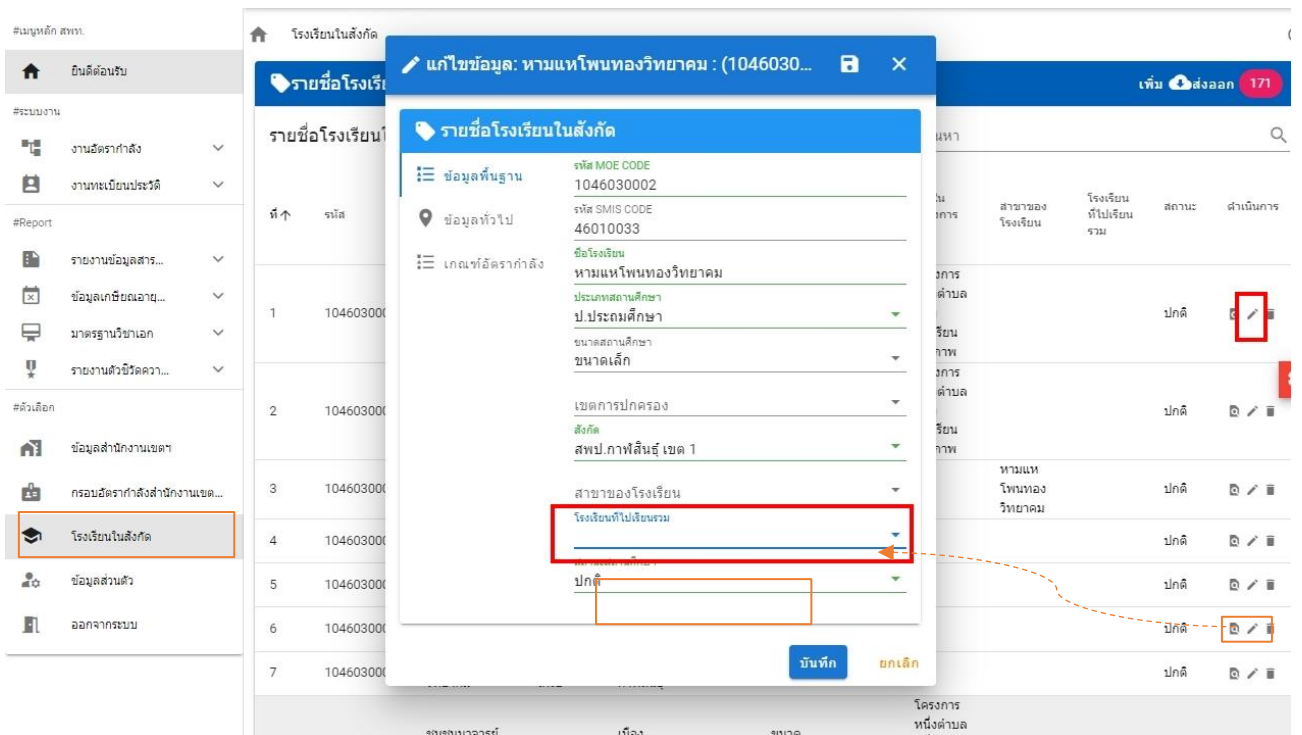 #เมนูหลัก สพท.
ยินดีต้อนรับ
#ระบบงาน
งานอัตรากำลัง
งานทะเบียนประวัติ
#Report
รายงานข้อมูลสาร...
ข้อมูลเกษียณอายุ...
มาตรฐานวิชาเอก
รายงานตัวชี้วัดควา...
#ตัวเลือก
ข้อมูลสำนักงานเขตฯ
กรอบอัตรากำลังสำนักงานเขต...
โรงเรียนในสังกัด
ข้อมูลส่วนตัว
ออกจากระบบ
โรงเรียนในสังกัด
รายชื่อโรงเรี
เพิ่ม ส่งออก 171
รายชื่อโรงเรียนใ
นหา
ที่ รหัส
สาขาของ
โรงเรียน
โรงเรียน
ที่ไปเรียน
รวม
สถานะ ดำเนินการ
1 10460300 ปกติ
2 10460300 ปกติ
3 10460300
หามแห
โพนทอง
วิทยาคม
ปกติ
4 10460300 ปกติ
5 10460300 ปกติ
6 10460300 ปกติ
7 10460300 ปกติ
โครงการ
หนึ่งตำบล
แก้ไขข้อมูล: หามแหโพนทองวิทยาคม : (1046030...
รายชื่อโรงเรียนในสังกัด
ข้อมูลพื้นฐาน
ข้อมูลทั่วไป
เกณฑ์อัตรากำลัง
รหัส MOE CODE
1046030002
รหัส SMIS CODE
46010033
ชื่อโรงเรียน
หามแหโพนทองวิทยาคม
ประเภทสถานศึกษา
ป.ประถมศึกษา
ขนาดสถานศึกษา
ขนาดเล็ก
เขตการปกครอง
สังกัด
สพป.กาฬสินธุ์ เขต 1
สาขาของโรงเรียน
โรงเรียนที่ไปเรียนรวม
ปกติ
บันทึก ยกเลิก